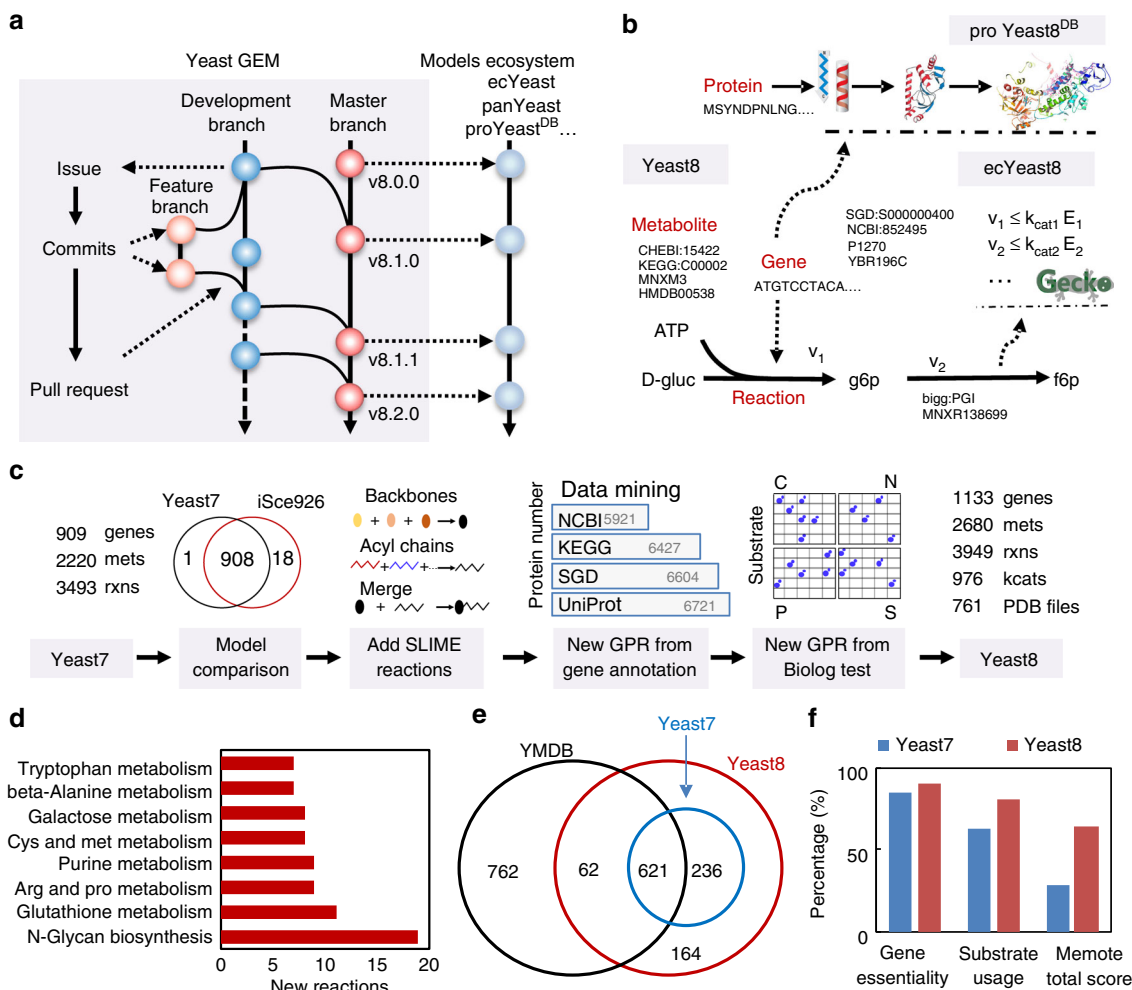 a
Yeast GEM
Models ecosystem
ecYeast
panYeast
proYeast^DB...
Development
branch
Master
branch
Issue
Feature
branch
Commits
Pull request
v8.0.0
v8.1.0
v8.1.1
v8.2.0
b
pro Yeast8^DB
Protein
MSYNDPNLNG....
Yeast8
ecYeast8
Metabolite
CHEBI:15422
KEGG:C00002
MNXM3
HMDB00538
Gene
ATGTCCTACA....
SGD:S000000400
NCBI:852495
P1270
YBR196C
v1 ≤ kcat1 E1
v2 ≤ kcat2 E2
...
Gecko
ATP
D-gluc
v1
Reaction
g6p
v2
bigg:PGI
MNXR138699
f6p
c
909 genes
2220 mets
3493 rxns
Yeast7
iSce926
1
908
18
Backbones
+ + 
Acyl chains
+ +...
Merge
+
Data mining
Protein number
NCBI 5921
KEGG 6427
SGD 6604
UniProt 6721
Substrate
C
N
P
S
1133 genes
2680 mets
3949 rxns
976 kcats
761 PDB files
Yeast7
Model
comparison
Add SLIME
reactions
New GPR from
gene annotation
New GPR from
Biolog test
Yeast8
d
Tryptophan metabolism
beta-Alanine metabolism
Galactose metabolism
Cys and met metabolism
Purine metabolism
Arg and pro metabolism
Glutathione metabolism
N-Glycan biosynthesis
0
5
10
15
20
New reactions
e
Yeast7
YMDB
Yeast8
762
62
621
236
164
f
Yeast7
Yeast8
Percentage (%)
100
50
0
Gene
essentiality
Substrate
usage
Memote
total score